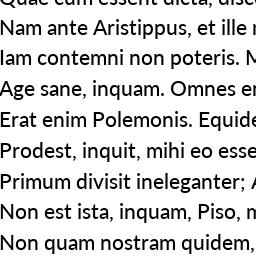 Quae cum essent dicta, disc
Nam ante Aristippus, et ille
Iam contemni non poteris.
Age sane, inquam. Omnes
Erat enim Polemonis. Equide
Prodest, inquit, mihi eo esse
Primum divisit ineleganter;
Non est ista, inquam, Piso,
Non quam nostram quidem,